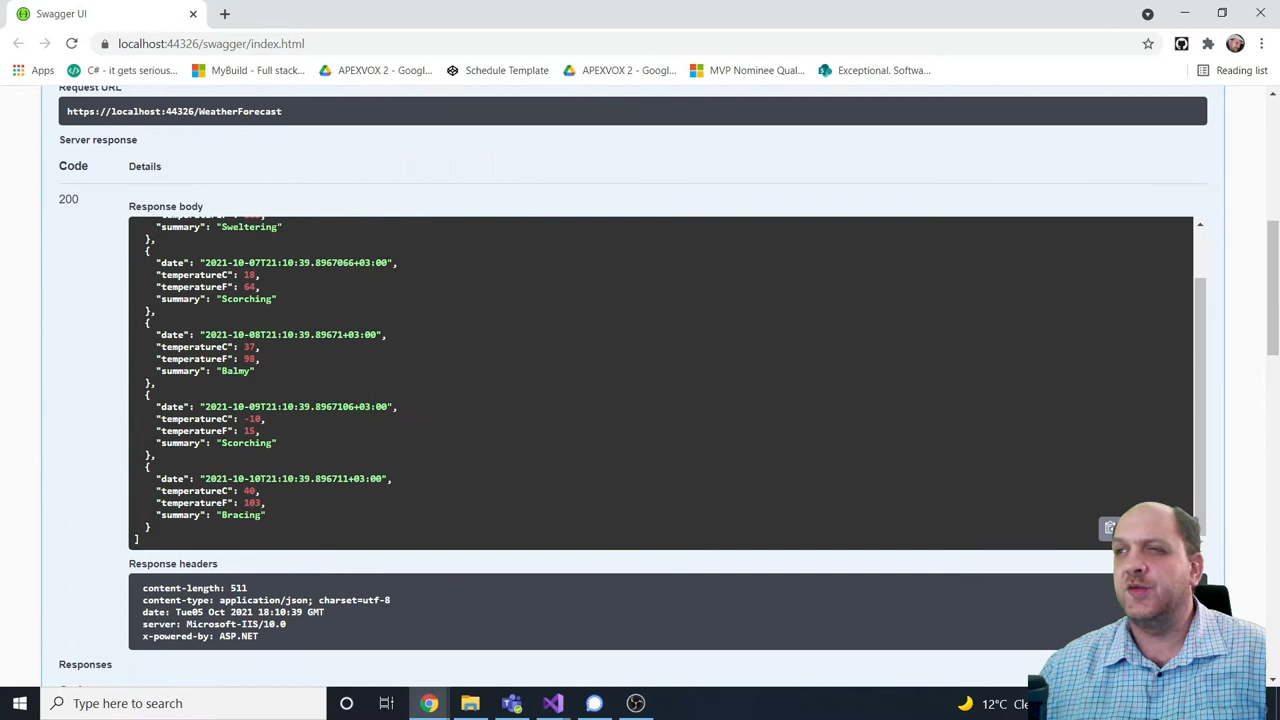 Swagger UI
localhost:44326/swagger/index.html
Apps
C# - it gets serious...
MyBuild - Full stack...
APEXVOX 2 - Googl...
Schedule Template
APEXVOX 2 - Googl...
MVP Nominee Qual...
Exceptional. Softwa...
Reading list
Request URL
https://localhost:44326/WeatherForecast
Server response
Code Details
200
Response body
"summary": "Sweltering"
},
{
"date": "2021-10-07T21:10:39.8967066+03:00",
"temperatureC": 18,
"temperatureF": 64,
"summary": "Scorching"
},
{
"date": "2021-10-08T21:10:39.89671+03:00",
"temperatureC": 37,
"temperatureF": 98,
"summary": "Balmy"
},
{
"date": "2021-10-09T21:10:39.8967106+03:00",
"temperatureC": -10,
"temperatureF": 15,
"summary": "Scorching"
},
{
"date": "2021-10-10T21:10:39.896711+03:00",
"temperatureC": 40,
"temperatureF": 103,
"summary": "Bracing"
}
]
Response headers
content-length: 511
content-type: application/json; charset=utf-8
date: Tue05 Oct 2021 18:10:39 GMT
server: Microsoft-IIS/10.0
x-powered-by: ASP.NET
Responses
Type here to search
12°C